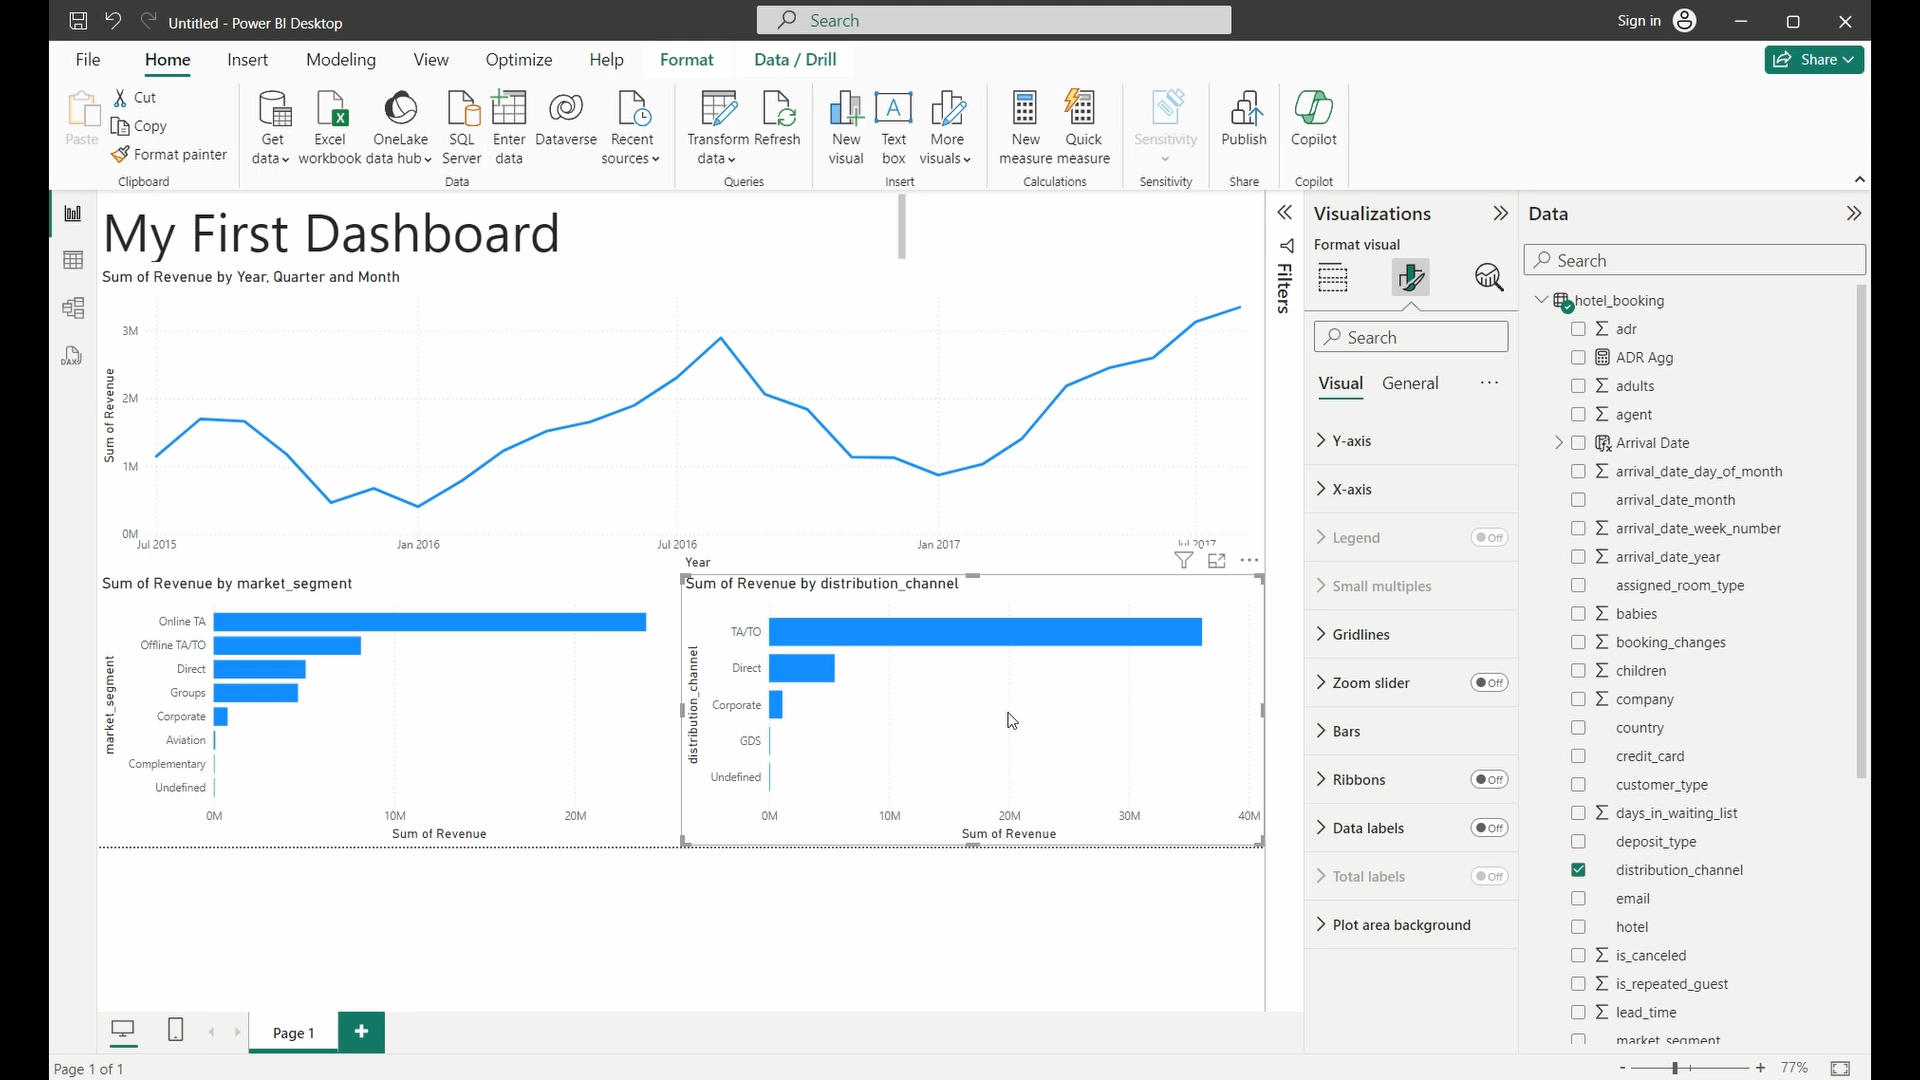 Untitled - Power BI Desktop
Search
Sign in
File
Home
Insert
Modeling
View
Optimize
Help
Format
Data / Drill
Share
Paste
Cut
Copy
Format painter
Clipboard
Get data
Excel workbook
OneLake data hub
SQL Server
Enter data
Dataverse
Recent sources
Data
Transform data
Refresh
Queries
New visual
Text box
More visuals
Insert
New measure
Quick measure
Calculations
Sensitivity
Sensitivity
Publish
Share
Copilot
Copilot
My First Dashboard
Sum of Revenue by Year, Quarter and Month
Sum of Revenue
3M
2M
1M
0M
Jul 2015
Jan 2016
Jul 2016
Jan 2017
Jul 2017
Year
Sum of Revenue by market_segment
market_segment
Online TA
Offline TA/TO
Direct
Groups
Corporate
Aviation
Complementary
Undefined
0M
10M
20M
Sum of Revenue
Sum of Revenue by distribution_channel
distribution_channel
TA/TO
Direct
Corporate
GDS
Undefined
0M
10M
20M
30M
40M
Sum of Revenue
Filters
Visualizations
Format visual
Search
Visual
General
Y-axis
X-axis
Legend
Off
Small multiples
Gridlines
Zoom slider
Off
Bars
Ribbons
Off
Data labels
Off
Total labels
Off
Plot area background
Data
Search
hotel_booking
adr
ADR Agg
adults
agent
Arrival Date
arrival_date_day_of_month
arrival_date_month
arrival_date_week_number
arrival_date_year
assigned_room_type
babies
booking_changes
children
company
country
credit_card
customer_type
days_in_waiting_list
deposit_type
distribution_channel
email
hotel
is_canceled
is_repeated_guest
lead_time
market_segment
DAX
Page 1
Page 1 of 1
77%